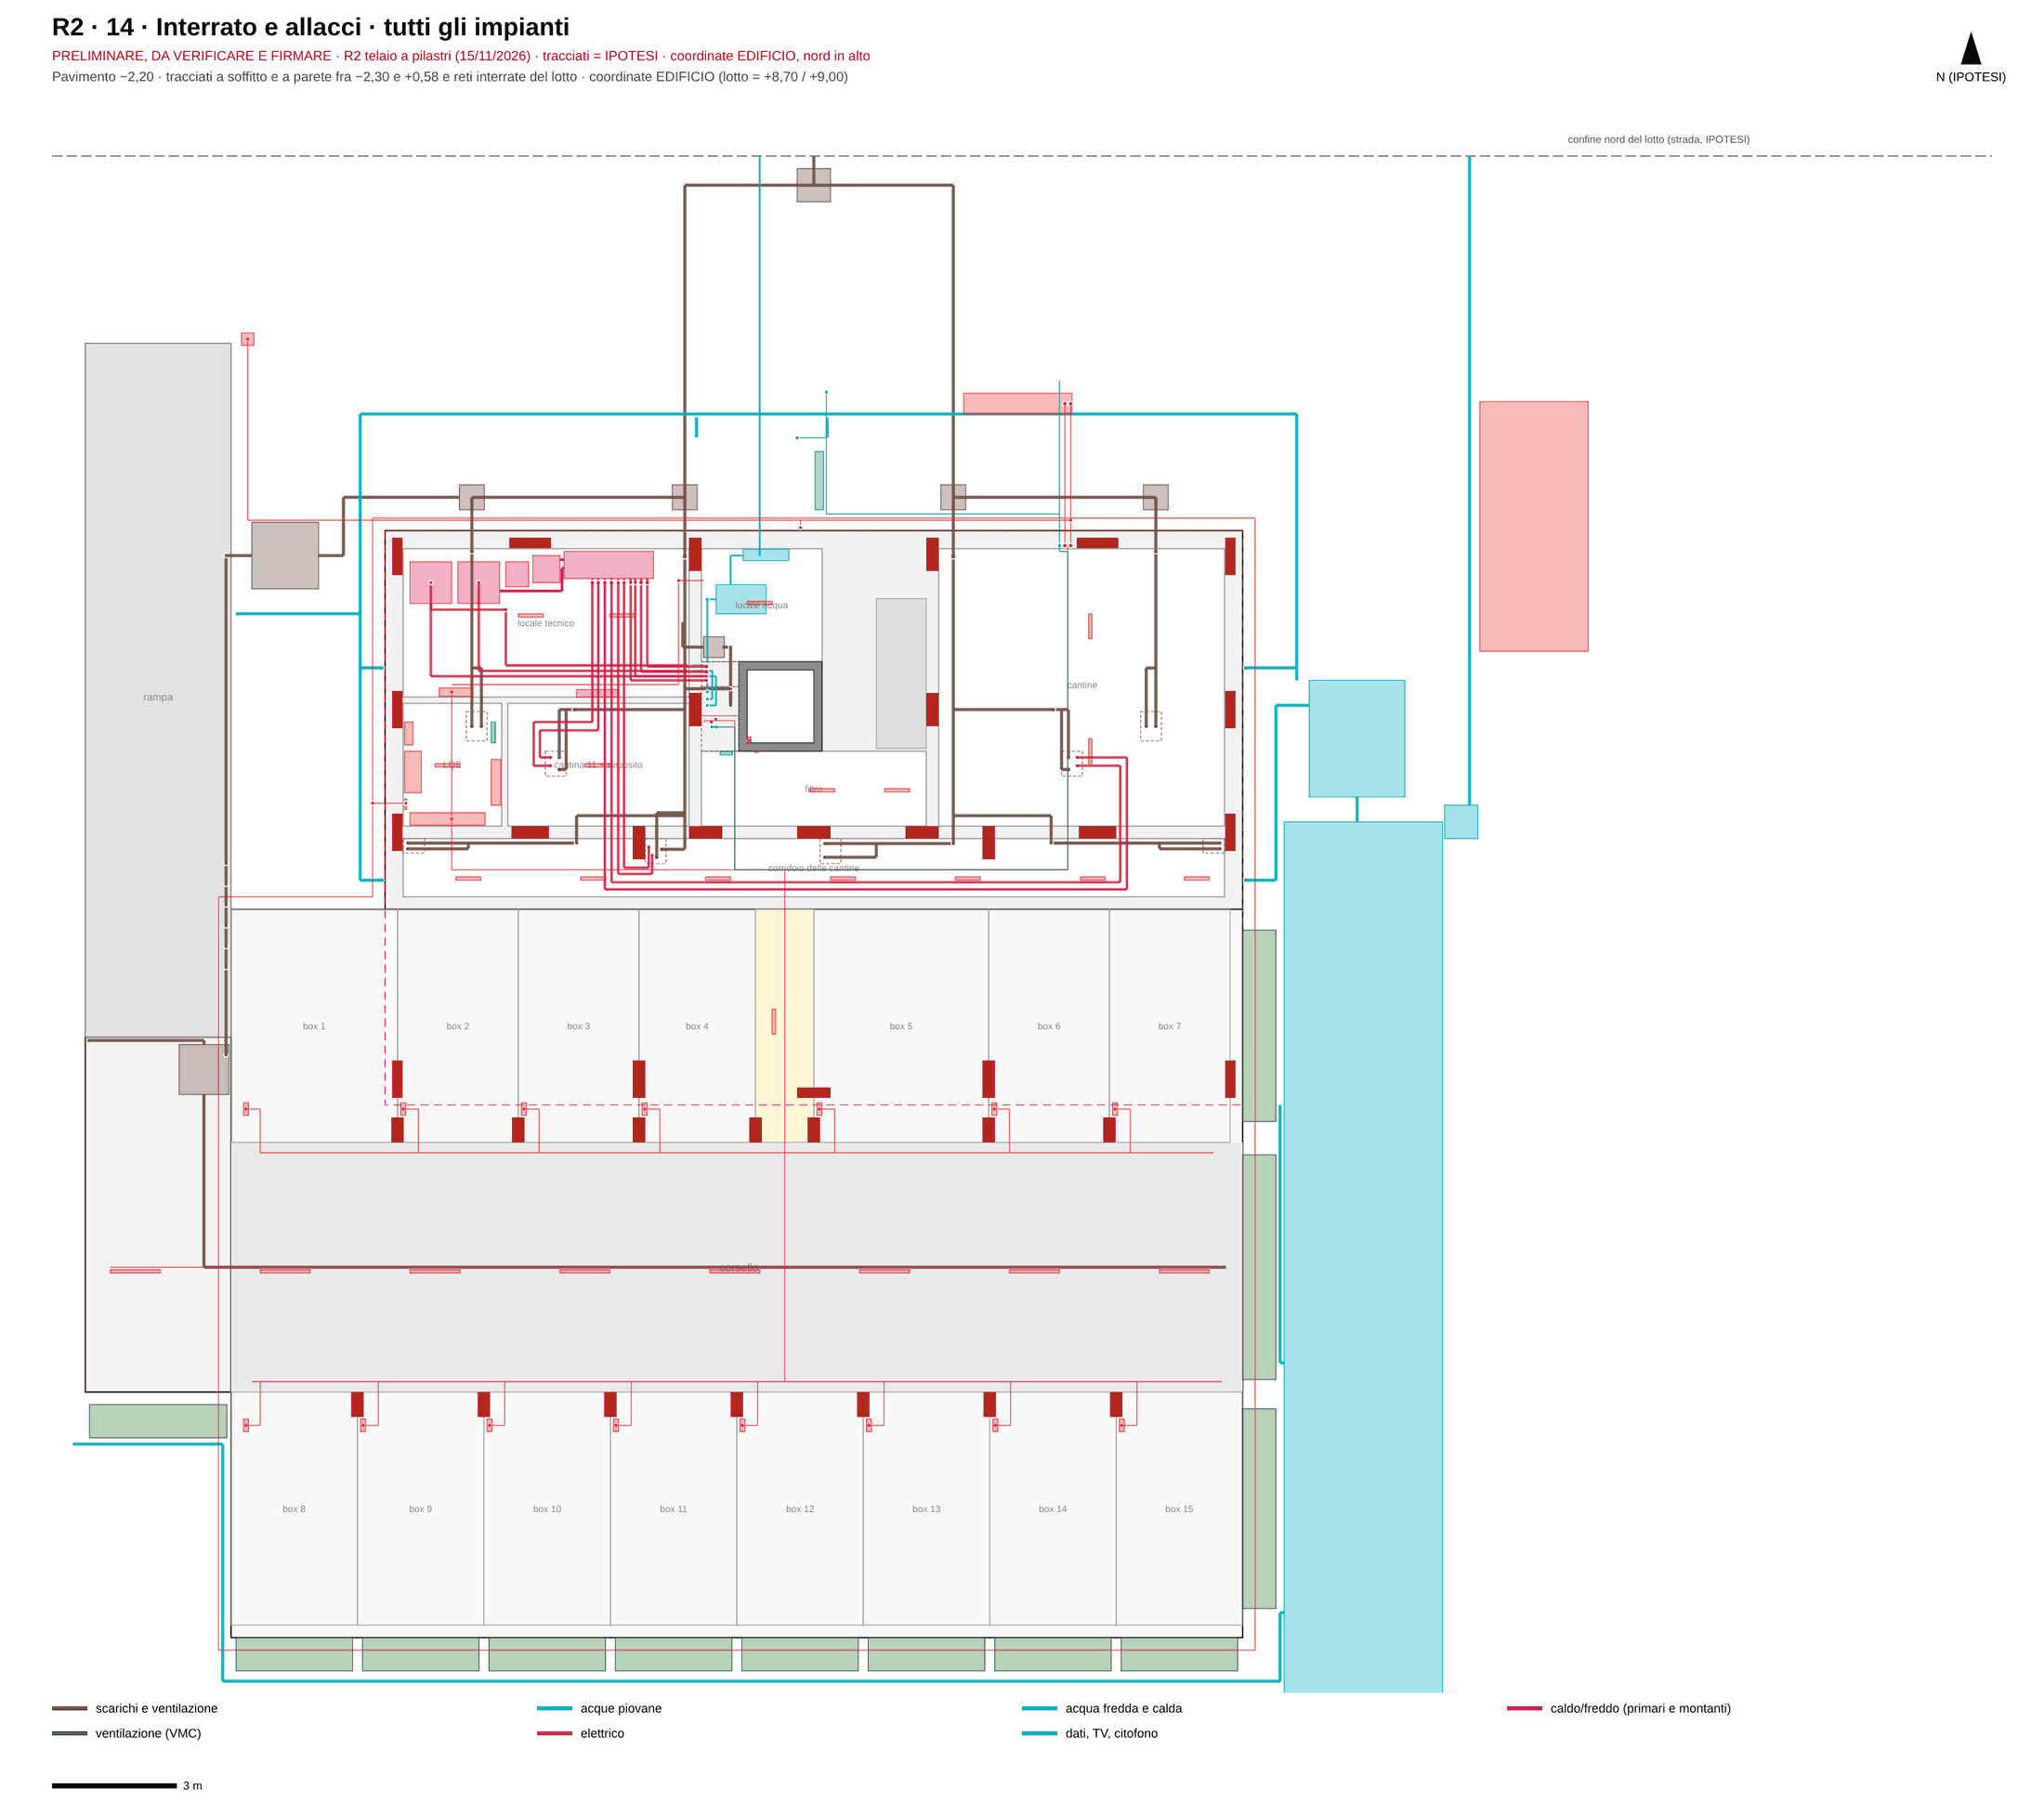 R2 · 14 · Interrato e allacci · tutti gli impianti
PRELIMINARE, DA VERIFICARE E FIRMARE · R2 telaio a pilastri (15/11/2026) · tracciati = IPOTESI · coordinate EDIFICIO, nord in alto
Pavimento −2,20 · tracciati a soffitto e a parete fra −2,30 e +0,58 e reti interrate del lotto · coordinate EDIFICIO (lotto = +8,70 / +9,00)
N (IPOTESI)
confine nord del lotto (strada, IPOTESI)
locale acqua
locale tecnico
rampa
cantine
cantina 11 + deposito
filtro
corridoio delle cantine
box 1
box 2
box 3
box 4
box 5
box 6
box 7
corsello
box 8
box 9
box 10
box 11
box 12
box 13
box 14
box 15
scarichi e ventilazione
acque piovane
acqua fredda e calda
caldo/freddo (primari e montanti)
ventilazione (VMC)
elettrico
dati, TV, citofono
3 m